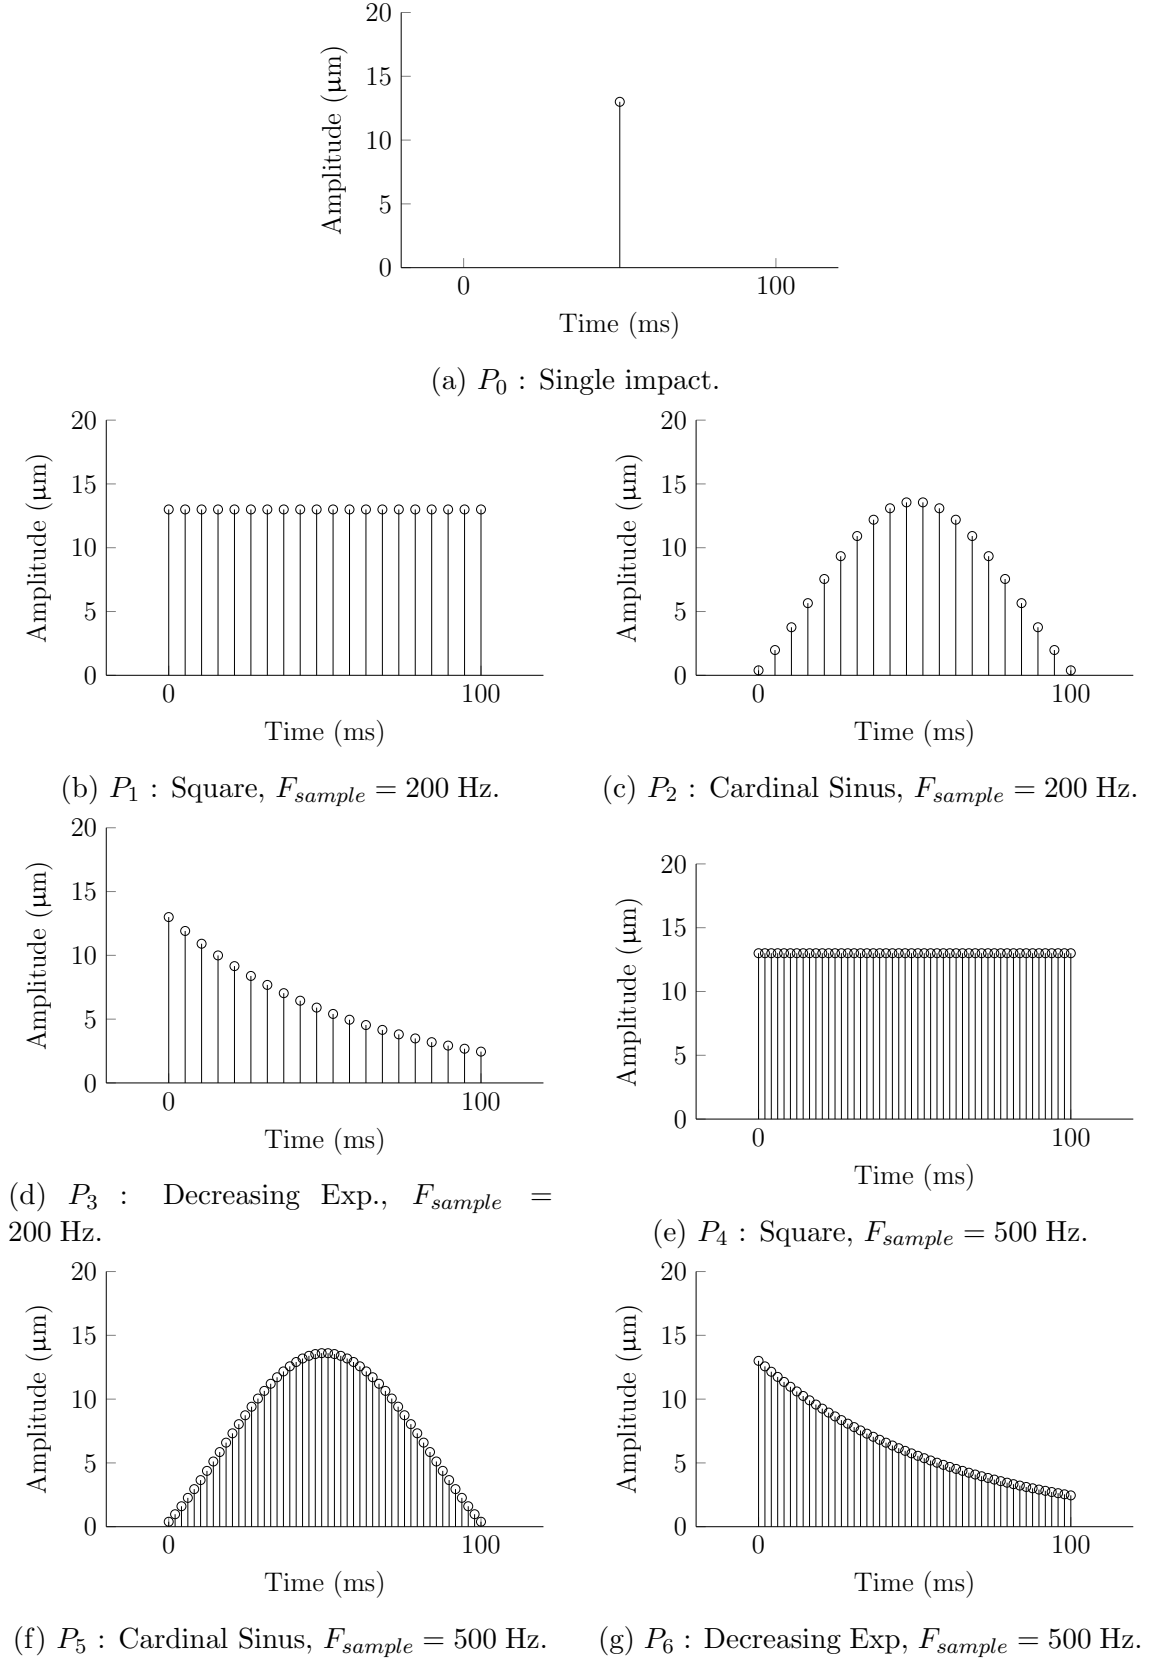 20
15
10
5
0
Amplitude (μm)
0 100
Time (ms)
(a) P0 : Single impact.
20
15
10
5
0
Amplitude (μm)
0 100
Time (ms)
(b) P1 : Square, Fsample = 200 Hz.
20
15
10
5
0
Amplitude (μm)
0 100
Time (ms)
(c) P2 : Cardinal Sinus, Fsample = 200 Hz.
20
15
10
5
0
Amplitude (μm)
0 100
Time (ms)
(d) P3 : Decreasing Exp., Fsample =
200 Hz.
20
15
10
5
0
Amplitude (μm)
0 100
Time (ms)
(e) P4 : Square, Fsample = 500 Hz.
20
15
10
5
0
Amplitude (μm)
0 100
Time (ms)
(f) P5 : Cardinal Sinus, Fsample = 500 Hz.
20
15
10
5
0
Amplitude (μm)
0 100
Time (ms)
(g) P6 : Decreasing Exp, Fsample = 500 Hz.